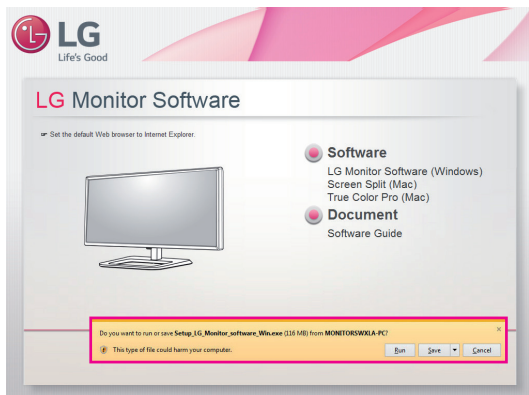 LG
Life's Good
LG Monitor Software
☞ Set the default Web browser to Internet Explorer.
Software
LG Monitor Software (Windows)
Screen Split (Mac)
True Color Pro (Mac)
Document
Software Guide
Do you want to run or save Setup_LG_Monitor_software_Win.exe (116 MB) from MONITORSWXLA-PC?
×
This type of file could harm your computer.
Run Save Cancel